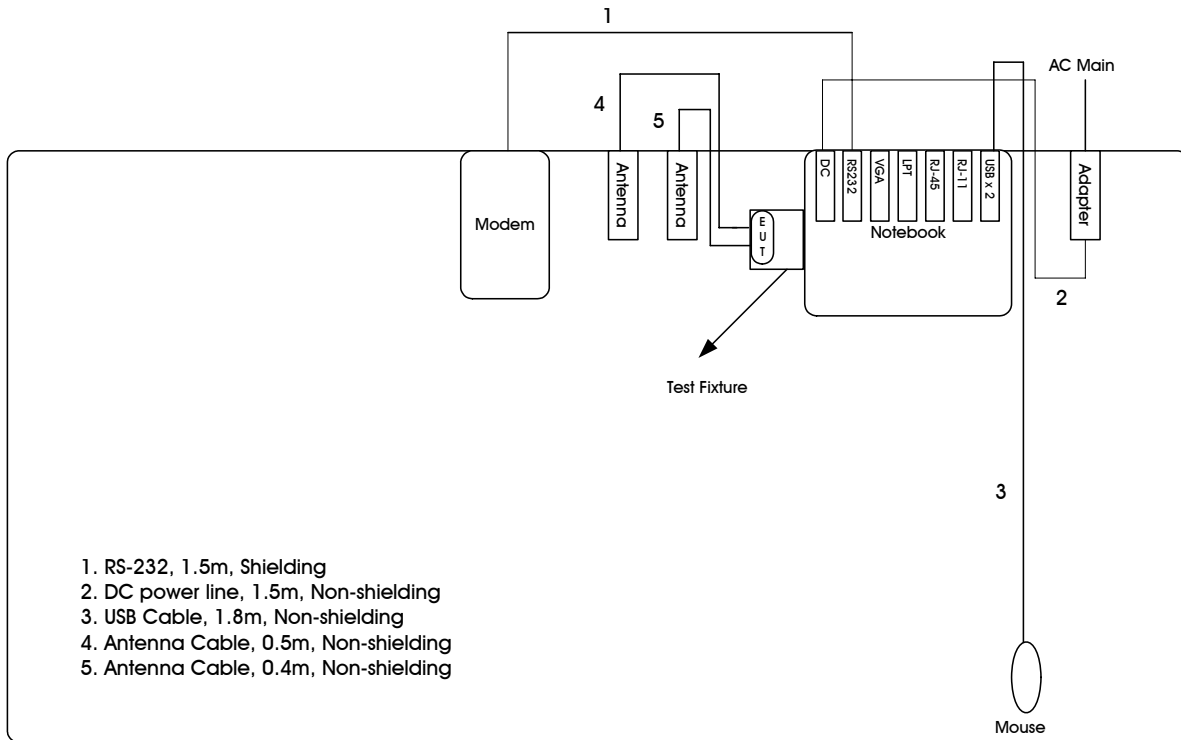 1
AC Main
4
5
DC
RS232
VGA
LPT
RJ-45
RJ-11
USB x 2
Antenna
Antenna
Adapter
Modem
E
U
T
Notebook
2
Test Fixture
3
1. RS-232, 1.5m, Shielding
2. DC power line, 1.5m, Non-shielding
3. USB Cable, 1.8m, Non-shielding
4. Antenna Cable, 0.5m, Non-shielding
5. Antenna Cable, 0.4m, Non-shielding
Mouse